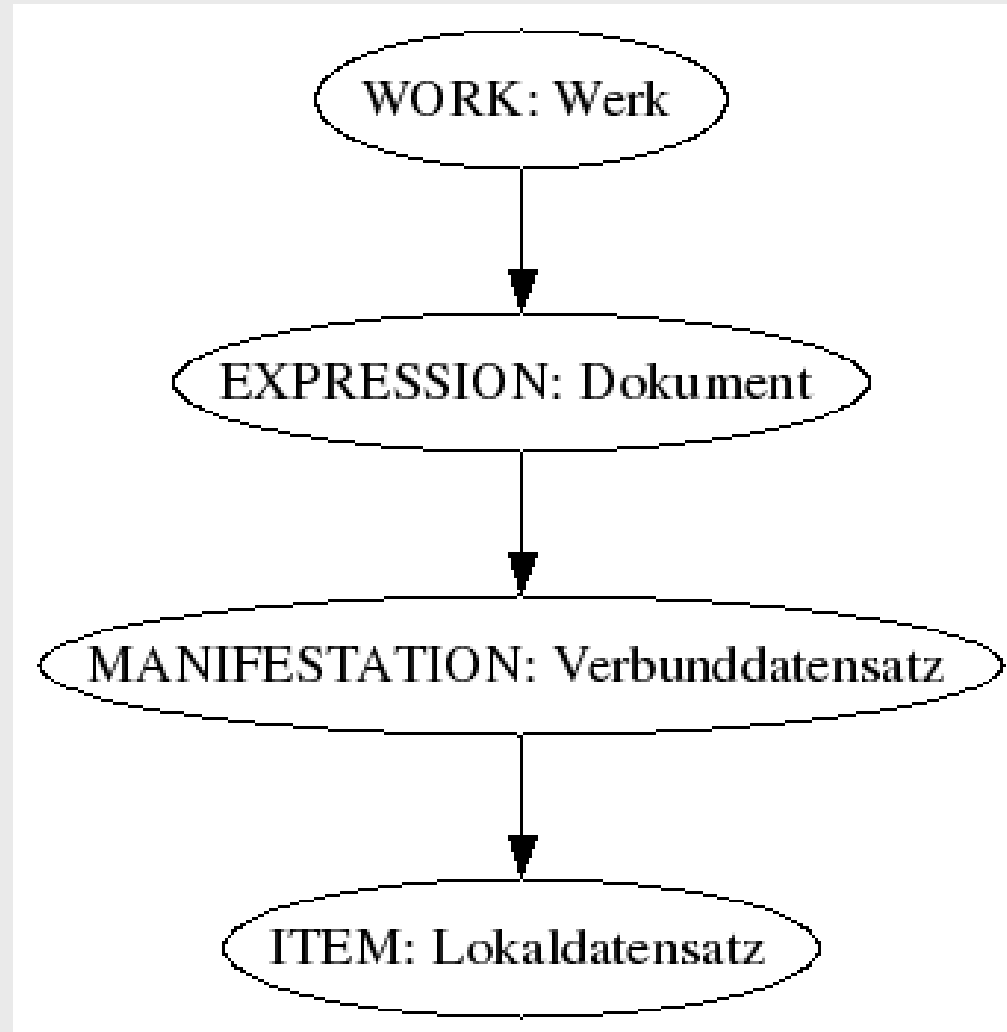 WORK: Werk
EXPRESSION: Dokument
MANIFESTATION: Verbunddatensatz
ITEM: Lokaldatensatz